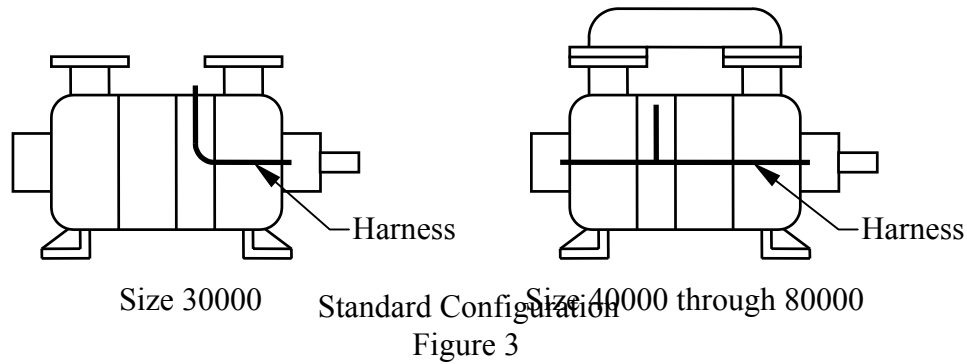 Harness
Harness
Size 30000
Size 40000 through 80000
Standard Configuration
Figure 3